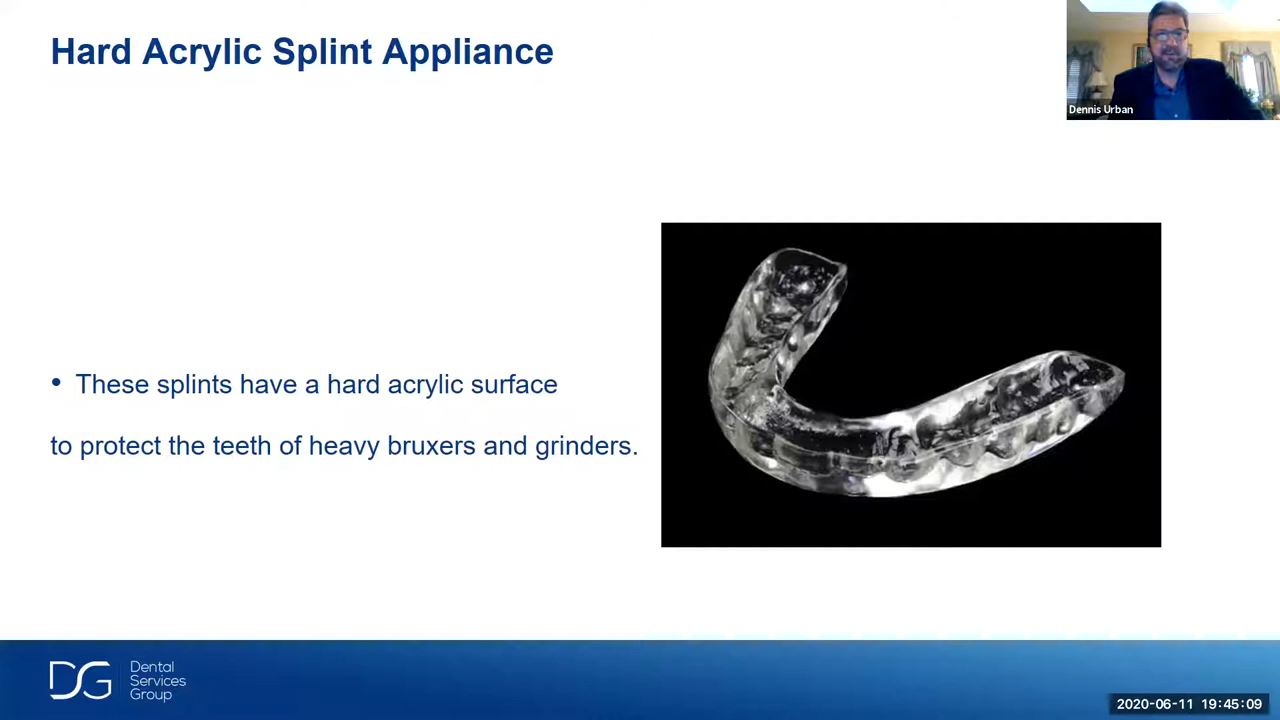 Hard Acrylic Splint Appliance
Dennis Urban
• These splints have a hard acrylic surface
to protect the teeth of heavy bruxers and grinders.
DG
Dental
Services
Group
2020-06-11 19:45:09